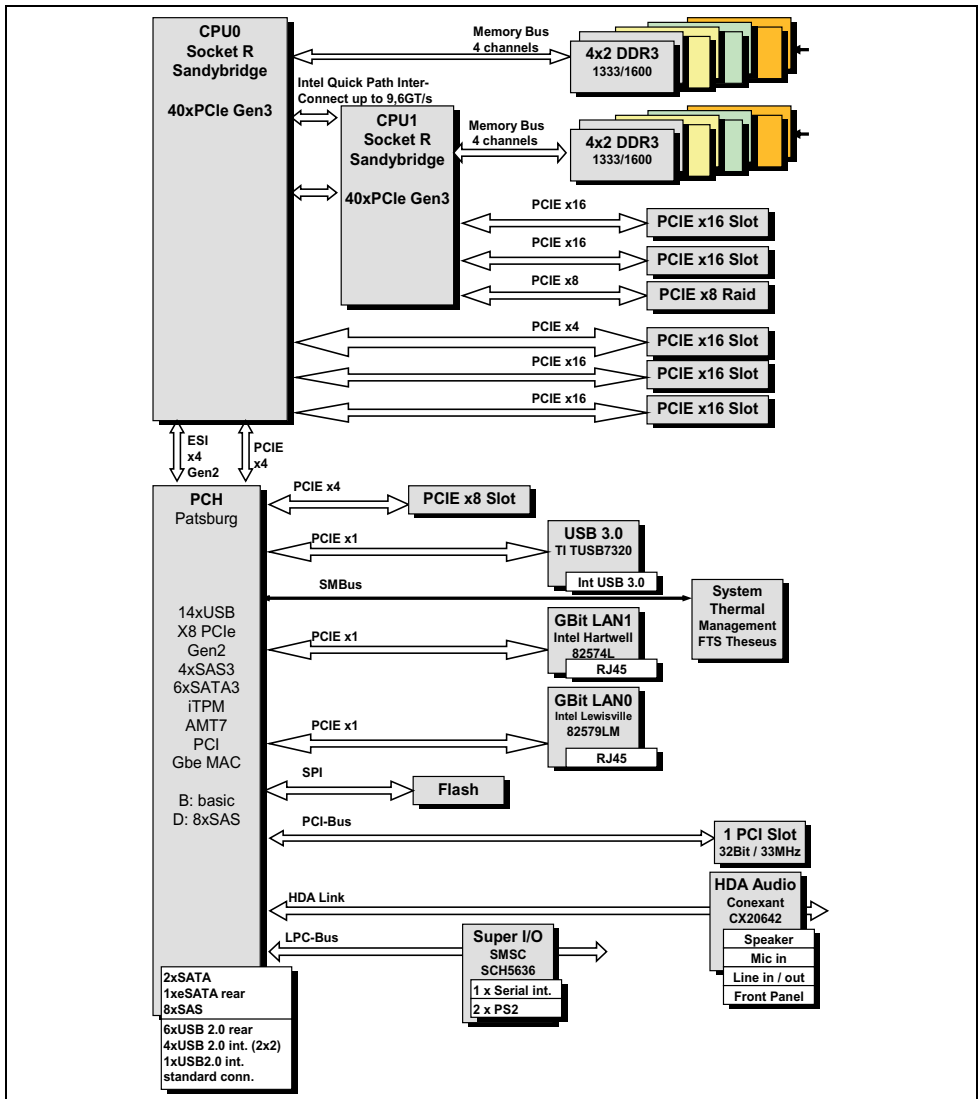 CPU0
Socket R
Sandybridge
40xPCIe Gen3
Memory Bus
4 channels
4x2 DDR3
1333/1600
Intel Quick Path Inter-
Connect up to 9,6GT/s
CPU1
Socket R
Sandybridge
40xPCIe Gen3
Memory Bus
4 channels
4x2 DDR3
1333/1600
PCIE x16
PCIE x16 Slot
PCIE x16
PCIE x16 Slot
PCIE x8
PCIE x8 Raid
PCIE x4
PCIE x16 Slot
PCIE x16
PCIE x16 Slot
PCIE x16
PCIE x16 Slot
ESI
x4
Gen2
PCIE
x4
PCH
Patsburg
14xUSB
X8 PCIe
Gen2
4xSAS3
6xSATA3
iTPM
AMT7
PCI
Gbe MAC
B: basic
D: 8xSAS
PCIE x4
PCIE x8 Slot
PCIE x1
USB 3.0
TI TUSB7320
Int USB 3.0
SMBus
System
Thermal
Management
FTS Theseus
PCIE x1
GBit LAN1
Intel Hartwell
82574L
RJ45
PCIE x1
GBit LAN0
Intel Lewisville
82579LM
RJ45
SPI
Flash
PCI-Bus
1 PCI Slot
32Bit / 33MHz
HDA Link
HDA Audio
Conexant
CX20642
Speaker
Mic in
Line in / out
Front Panel
LPC-Bus
Super I/O
SMSC
SCH5636
1 x Serial int.
2 x PS2
2xSATA
1xeSATA rear
8xSAS
6xUSB 2.0 rear
4xUSB 2.0 int. (2x2)
1xUSB2.0 int.
standard conn.